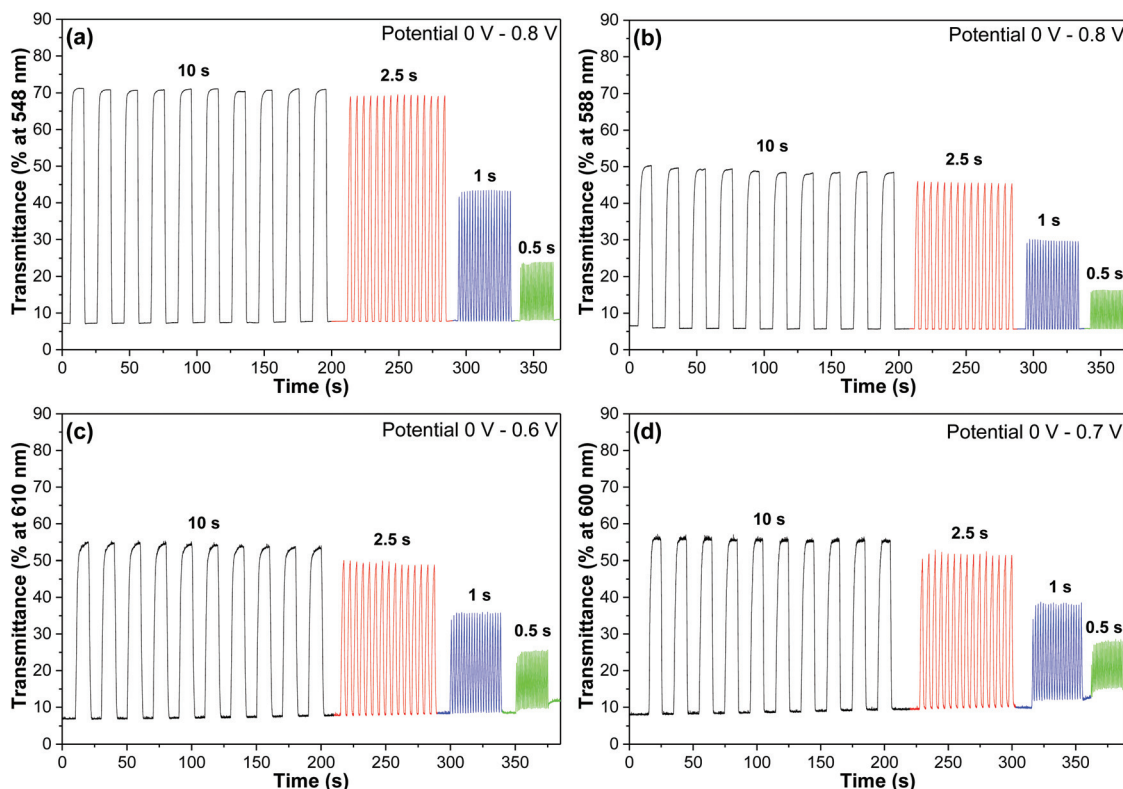 (a)
Potential 0 V - 0.8 V
10 s
2.5 s
1 s
0.5 s
Transmittance (% at 548 nm)
90
80
70
60
50
40
30
20
10
0
0 50 100 150 200 250 300 350
Time (s)
(b)
Potential 0 V - 0.8 V
10 s
2.5 s
1 s
0.5 s
Transmittance (% at 588 nm)
90
80
70
60
50
40
30
20
10
0
0 50 100 150 200 250 300 350
Time (s)
(c)
Potential 0 V - 0.6 V
10 s
2.5 s
1 s
0.5 s
Transmittance (% at 610 nm)
90
80
70
60
50
40
30
20
10
0
0 50 100 150 200 250 300 350
Time (s)
(d)
Potential 0 V - 0.7 V
10 s
2.5 s
1 s
0.5 s
Transmittance (% at 600 nm)
90
80
70
60
50
40
30
20
10
0
0 50 100 150 200 250 300 350
Time (s)